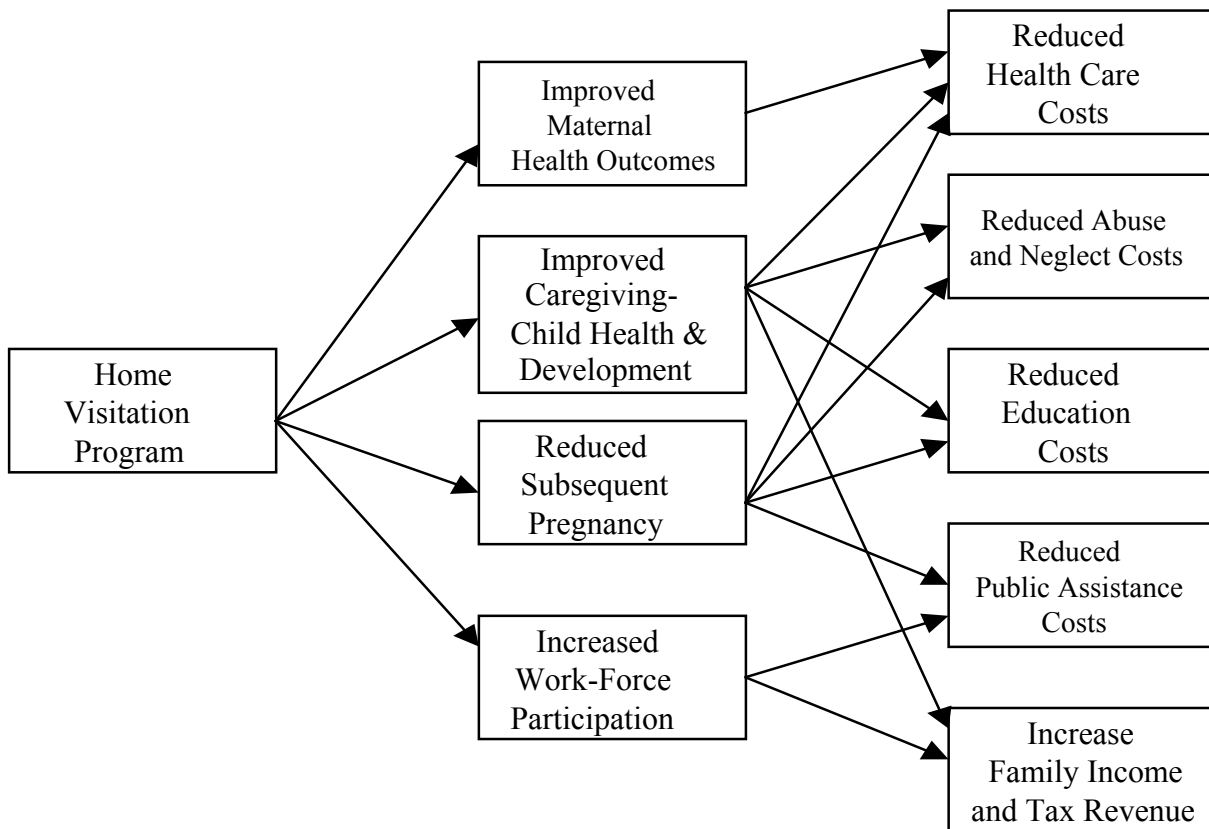 Home
Visitation
Program
Improved
Maternal
Health Outcomes
Improved
Caregiving-
Child Health &
Development
Reduced
Subsequent
Pregnancy
Increased
Work-Force
Participation
Reduced
Health Care
Costs
Reduced Abuse
and Neglect Costs
Reduced
Education
Costs
Reduced
Public Assistance
Costs
Increase
Family Income
and Tax Revenue